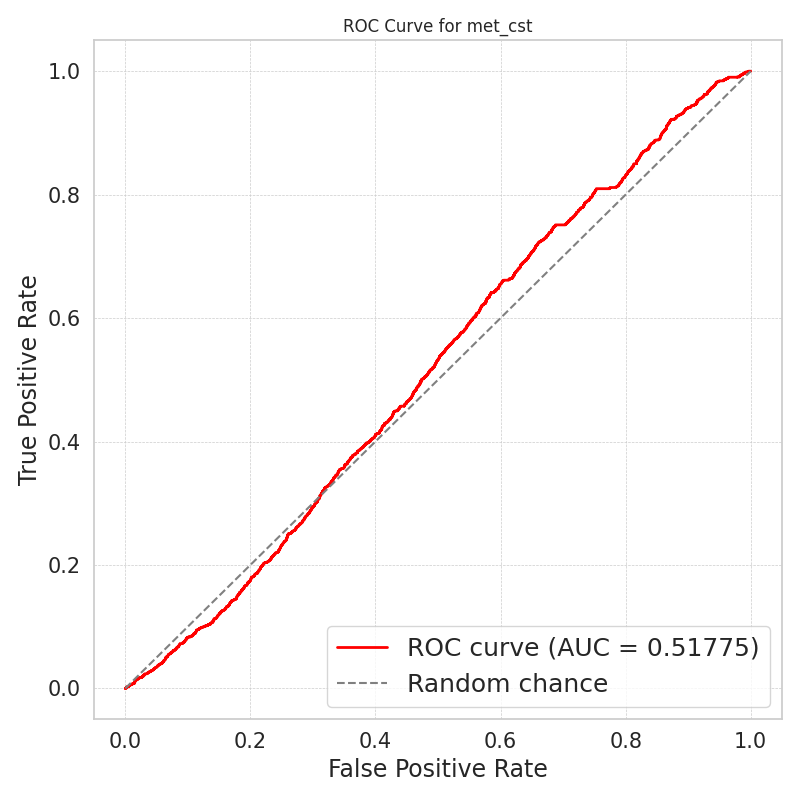 ROC Curve for met_cst
1.0
0.8
0.6
0.4
0.2
0.0
True Positive Rate
ROC curve (AUC = 0.51775)
Random chance
0.0 0.2 0.4 0.6 0.8 1.0
False Positive Rate